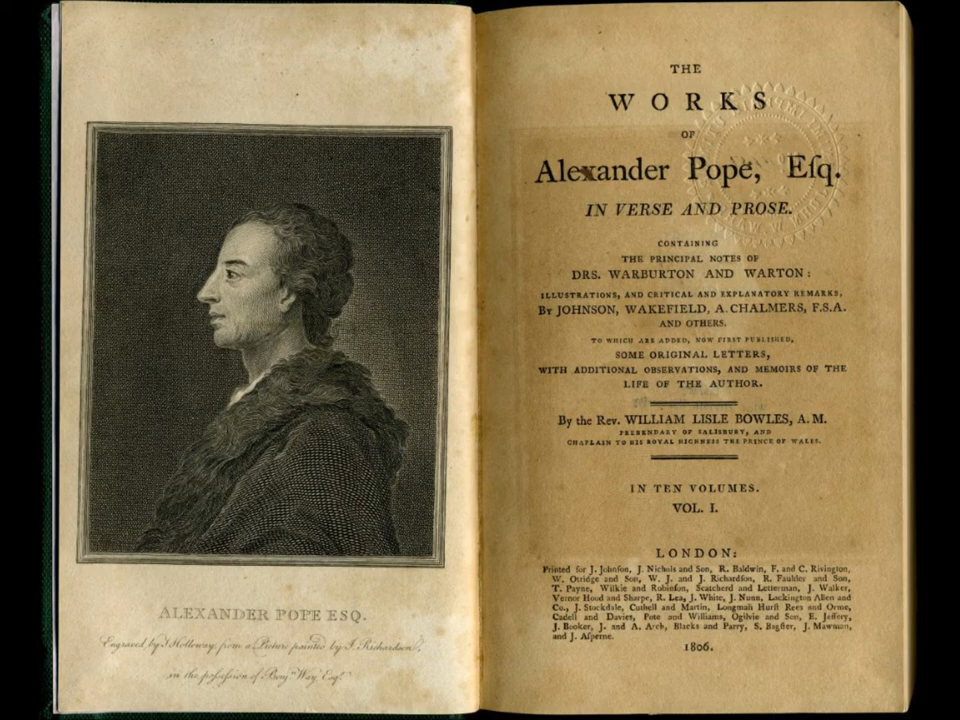 ALEXANDER POPE ESQ.
Engraved by T. Holloway, from a Picture painted by J. Richardson,
in the possession of Benjn. Way Esqr.
THE
WORKS
OF
Alexander Pope, Eſq.
IN VERSE AND PROSE.
CONTAINING
THE PRINCIPAL NOTES OF
DRS. WARBURTON AND WARTON:
ILLUSTRATIONS, AND CRITICAL AND EXPLANATORY REMARKS,
By JOHNSON, WAKEFIELD, A. CHALMERS, F.S.A.
AND OTHERS.
TO WHICH ARE ADDED, NOW FIRST PUBLISHED,
SOME ORIGINAL LETTERS,
WITH ADDITIONAL OBSERVATIONS, AND MEMOIRS OF THE
LIFE OF THE AUTHOR.
By the Rev. WILLIAM LISLE BOWLES, A. M.
PREBENDARY OF SALISBURY, AND
CHAPLAIN TO HIS ROYAL HIGHNESS THE PRINCE OF WALES.
IN TEN VOLUMES.
VOL. I.
LONDON:
Printed for J. Johnſon, J. Nichols and Son, R. Baldwin, F. and C. Rivington,
W. Otridge and Son, W. J. and J. Richardſon, R. Faulder and Son,
T. Payne, Wilkie and Robinſon, Scatcherd and Letterman, J. Walker,
Vernor Hood and Sharpe, R. Lea, J. White, J. Nunn, Lackington Allen and
Co., J. Stockdale, Cuthell and Martin, Longman Hurſt Rees and Orme,
Cadell and Davies, Pote and Williams, Ogilvie and Son, E. Jeffery,
J. Booker, J. and A. Arch, Blacks and Parry, S. Bagſter, J. Mawman,
and J. Aſperne.
1806.